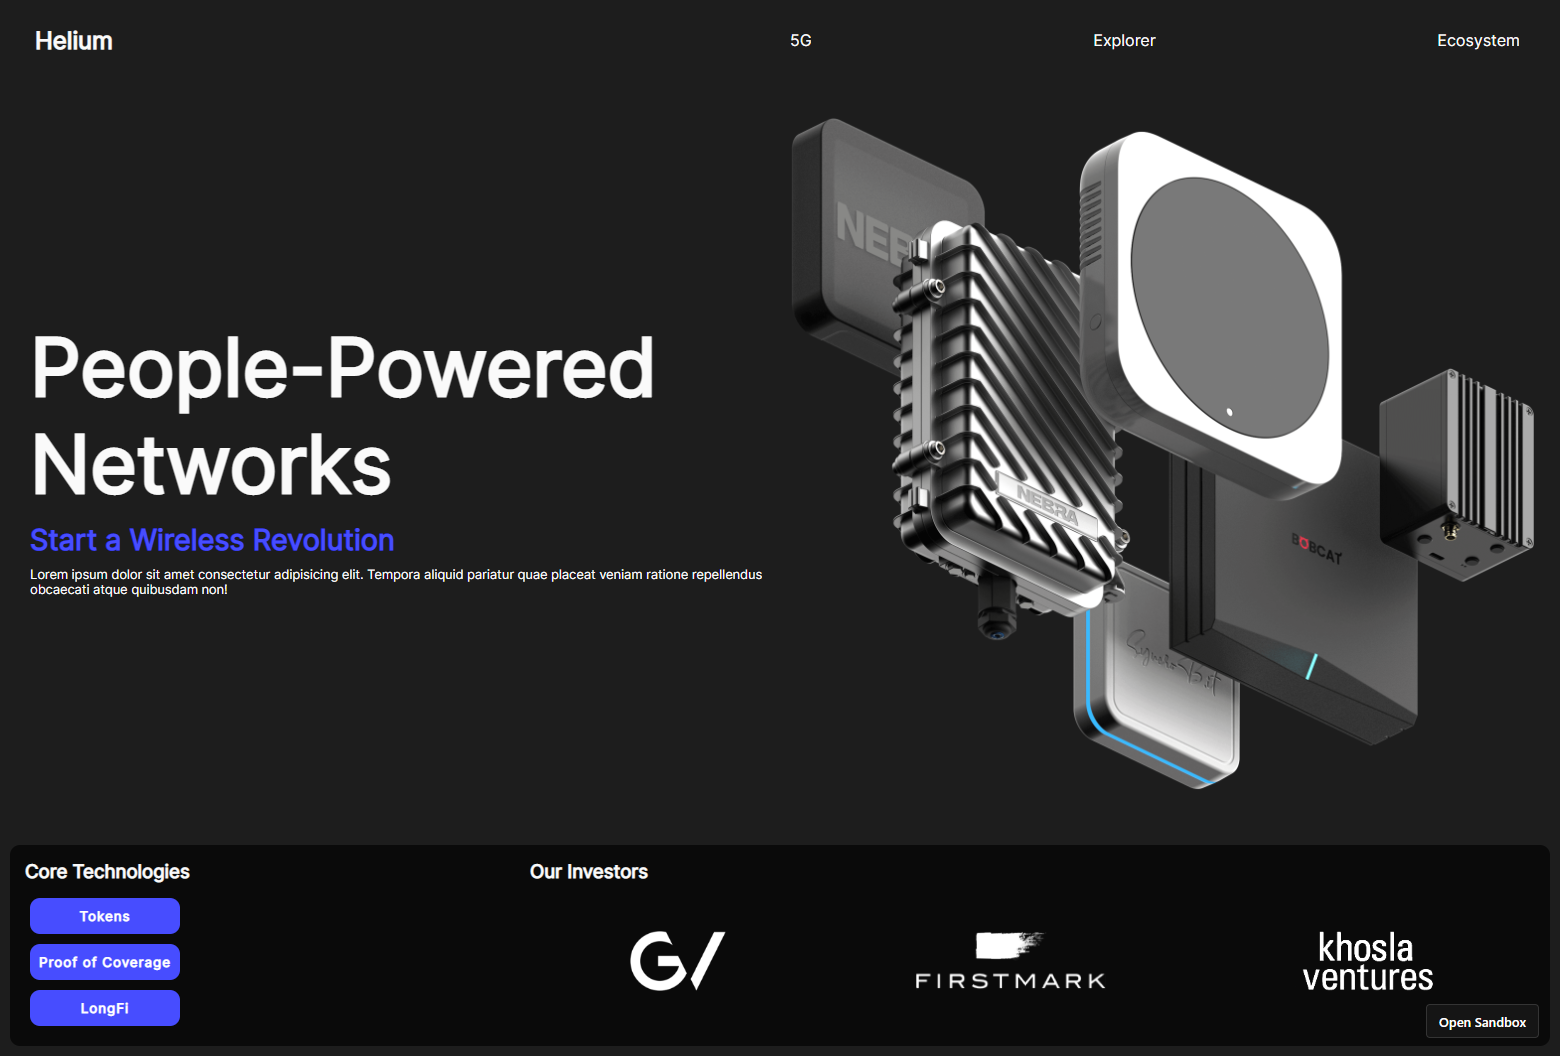 Helium
5G
Explorer
Ecosystem
NEB
NEBRA
BOBCAT
People-Powered
Networks
Start a Wireless Revolution
Lorem ipsum dolor sit amet consectetur adipisicing elit. Tempora aliquid pariatur quae placeat veniam ratione repellendus
obcaecati atque quibusdam non!
Core Technologies
Tokens
Proof of Coverage
LongFi
Our Investors
GV
FIRSTMARK
khosla
ventures
Open Sandbox